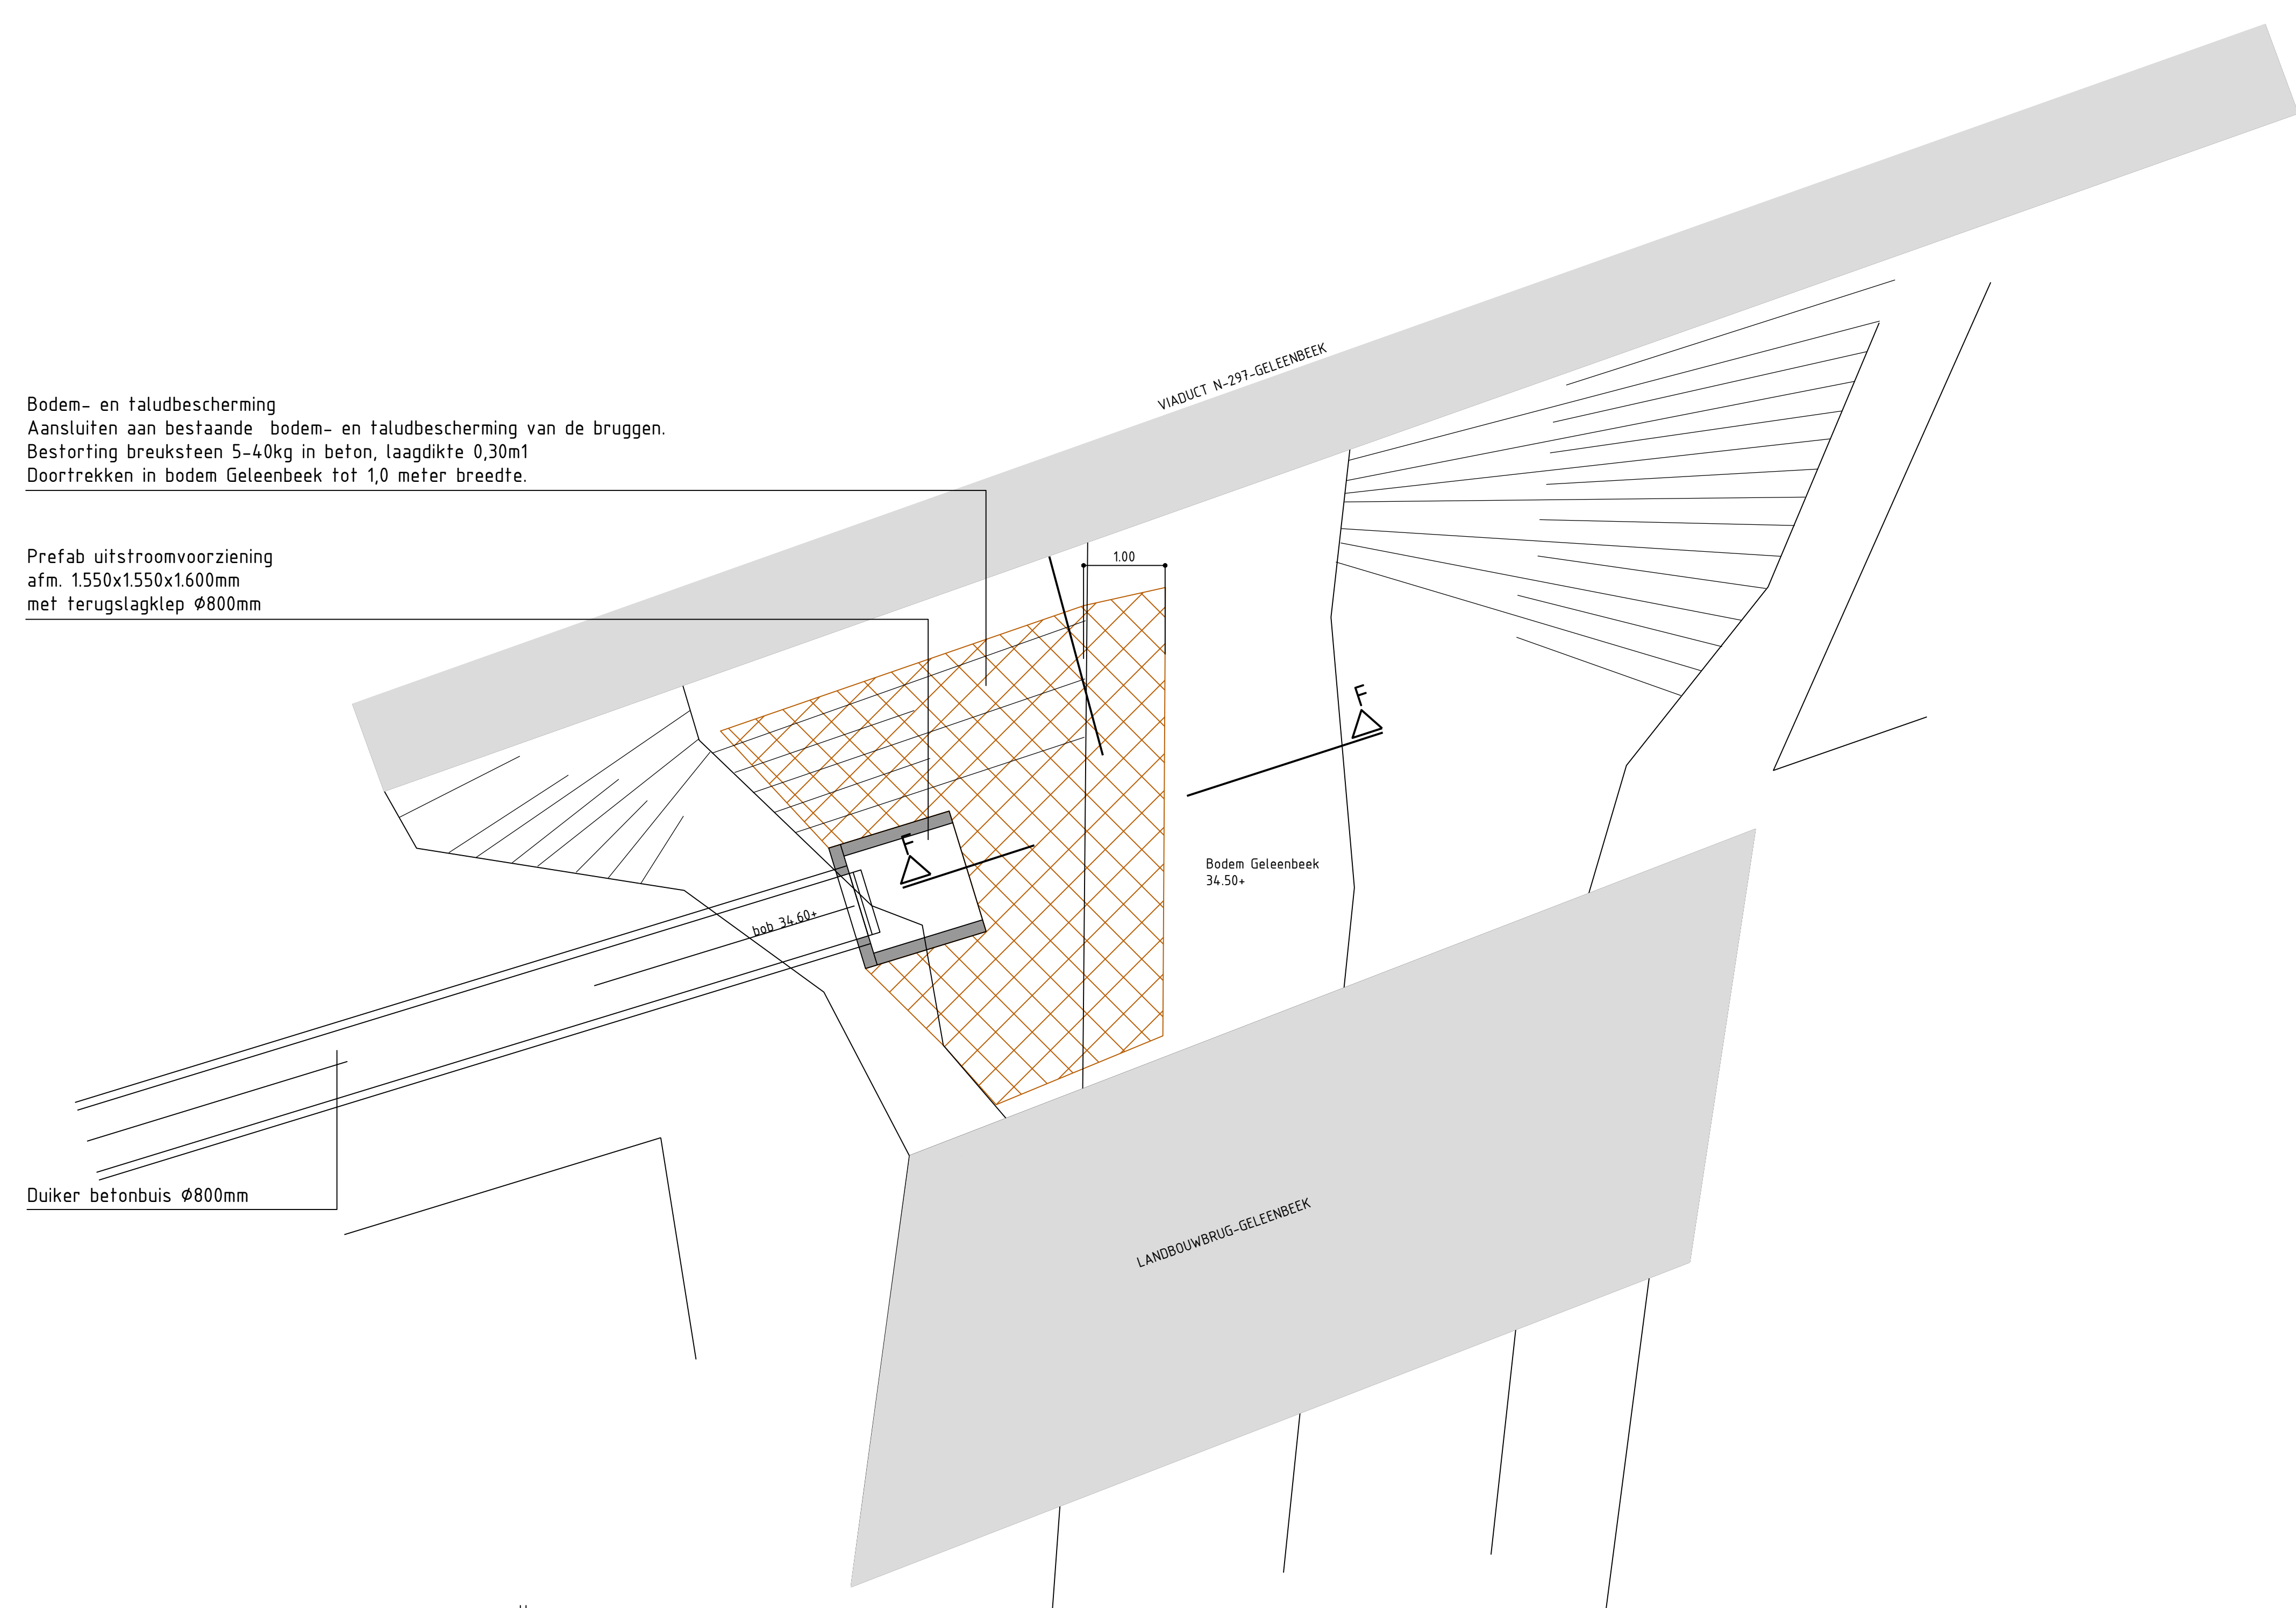 VIADUCT N-297-GELEENBEEK
Bodem- en taludbescherming
Aansluiten aan bestaande bodem- en taludbescherming van de bruggen.
Bestorting breuksteen 5-40kg in beton, laagdikte 0,30m1
Doortrekken in bodem Geleenbeek tot 1,0 meter breedte.
Prefab uitstroomvoorziening
afm. 1.550x1.550x1.600mm
met terugslagklep Ø800mm
1.00
F
F
Bodem Geleenbeek
34.50+
bob 34.60+
Duiker betonbuis Ø800mm
LANDBOUWBRUG-GELEENBEEK